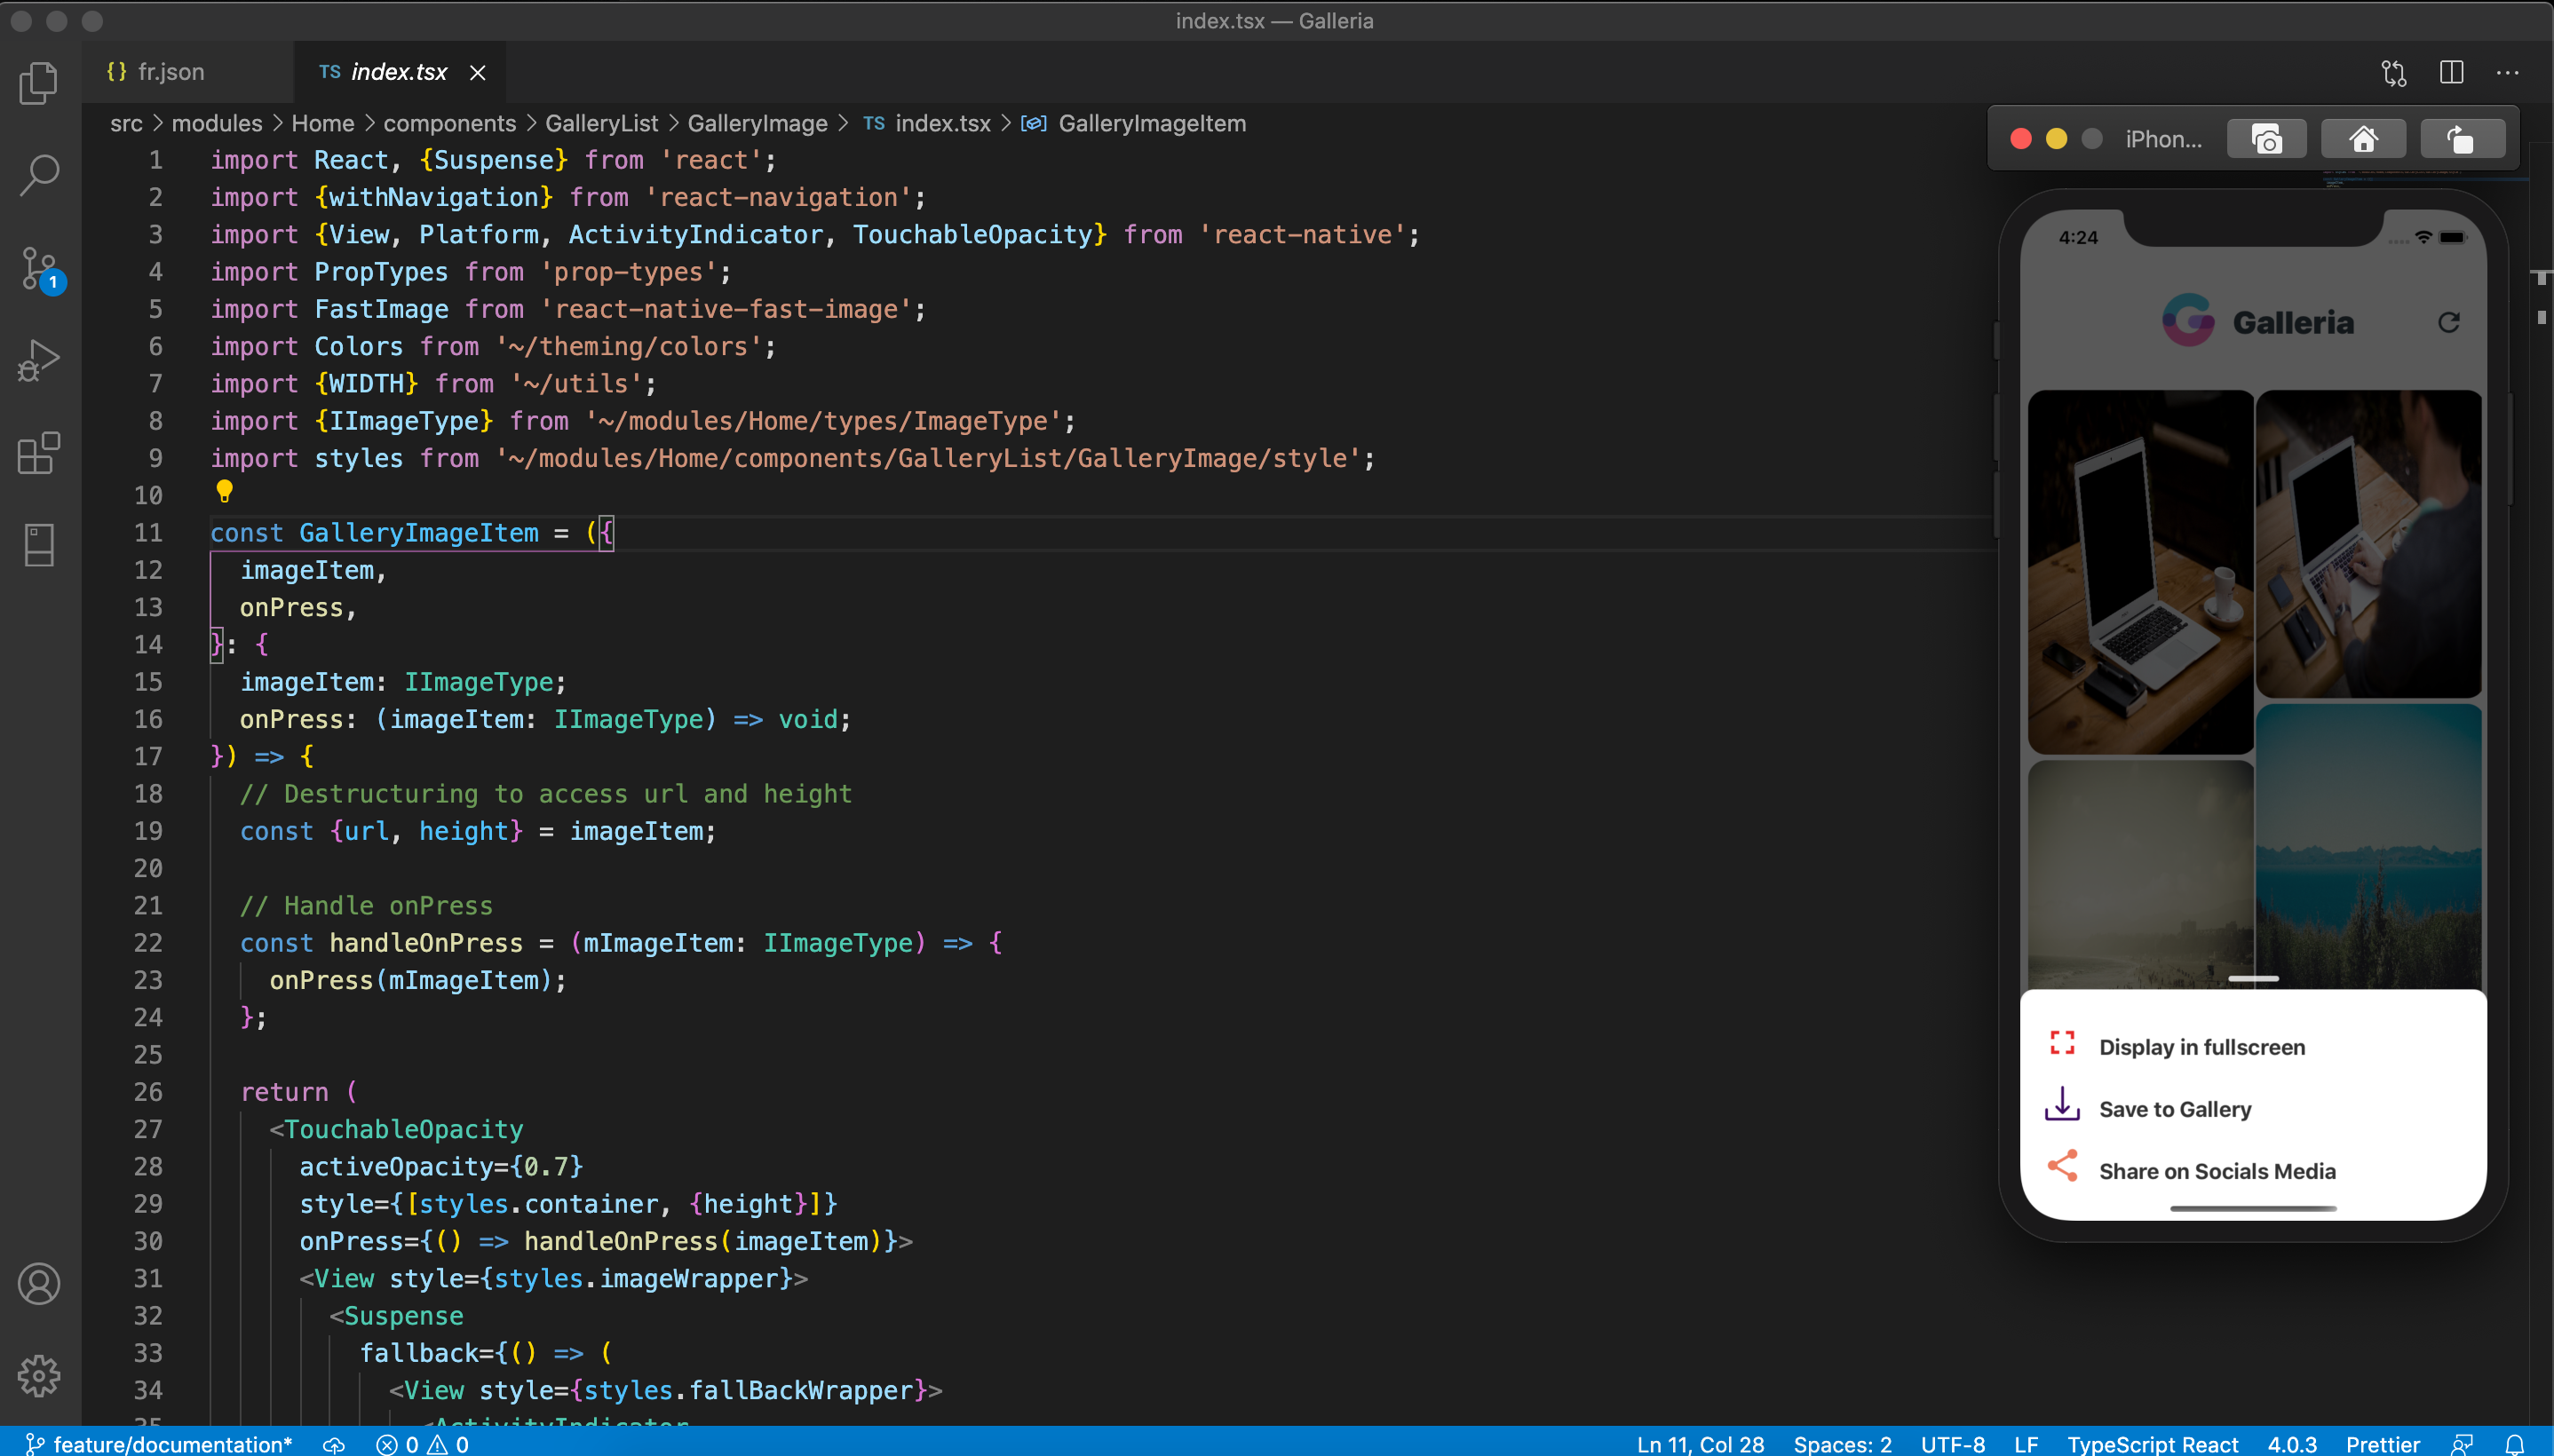 index.tsx — Galleria
{} fr.json
TS index.tsx
src > modules > Home > components > GalleryList > GalleryImage > TS index.tsx > GalleryImageItem
1 import React, {Suspense} from 'react';
2 import {withNavigation} from 'react-navigation';
3 import {View, Platform, ActivityIndicator, TouchableOpacity} from 'react-native';
4 import PropTypes from 'prop-types';
5 import FastImage from 'react-native-fast-image';
6 import Colors from '~/theming/colors';
7 import {WIDTH} from '~/utils';
8 import {IImageType} from '~/modules/Home/types/ImageType';
9 import styles from '~/modules/Home/components/GalleryList/GalleryImage/style';
10
11 const GalleryImageItem = ({
12 imageItem,
13 onPress,
14 }: {
15 imageItem: IImageType;
16 onPress: (imageItem: IImageType) => void;
17 }) => {
18 // Destructuring to access url and height
19 const {url, height} = imageItem;
20
21 // Handle onPress
22 const handleOnPress = (mImageItem: IImageType) => {
23 onPress(mImageItem);
24 };
25
26 return (
27 <TouchableOpacity
28 activeOpacity={0.7}
29 style={[styles.container, {height}]}
30 onPress={() => handleOnPress(imageItem)}>
31 <View style={styles.imageWrapper}>
32 <Suspense
33 fallback={() => (
34 <View style={styles.fallBackWrapper}>
35 <ActivityIndicator
1
iPhon...
4:24
Galleria
Display in fullscreen
Save to Gallery
Share on Socials Media
feature/documentation* 0 0
Ln 11, Col 28 Spaces: 2 UTF-8 LF TypeScript React 4.0.3 Prettier